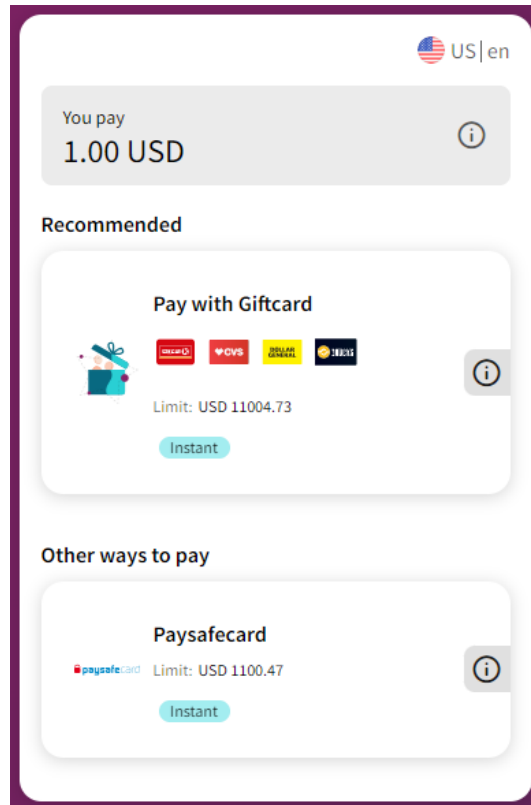 US|en
You pay
1.00 USD
Recommended
Pay with Giftcard
CVS
DOLLAR GENERAL
Limit: USD 11004.73
Instant
Other ways to pay
Paysafecard
paysafecard
Limit: USD 1100.47
Instant